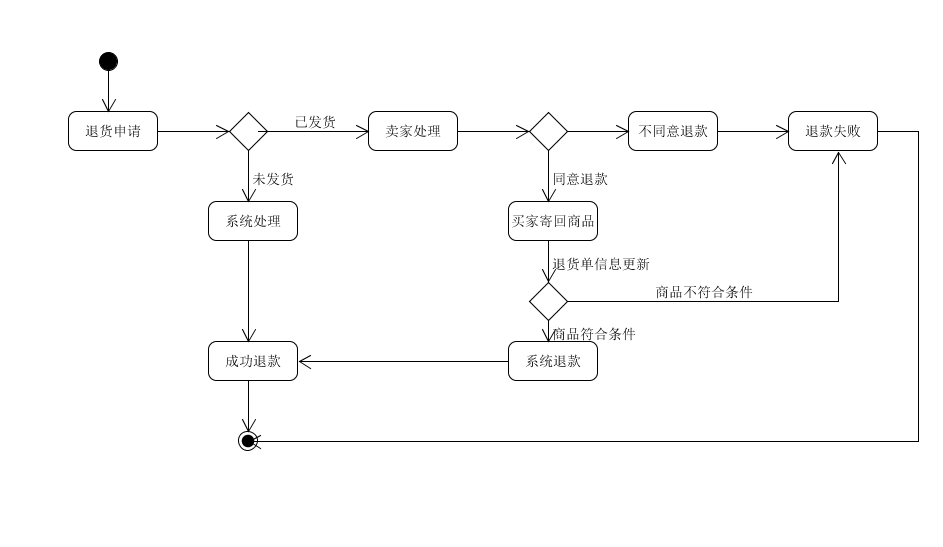 已发货
退货申请
卖家处理
不同意退款
退款失败
未发货
同意退款
系统处理
买家寄回商品
退货单信息更新
商品不符合条件
商品符合条件
成功退款
系统退款